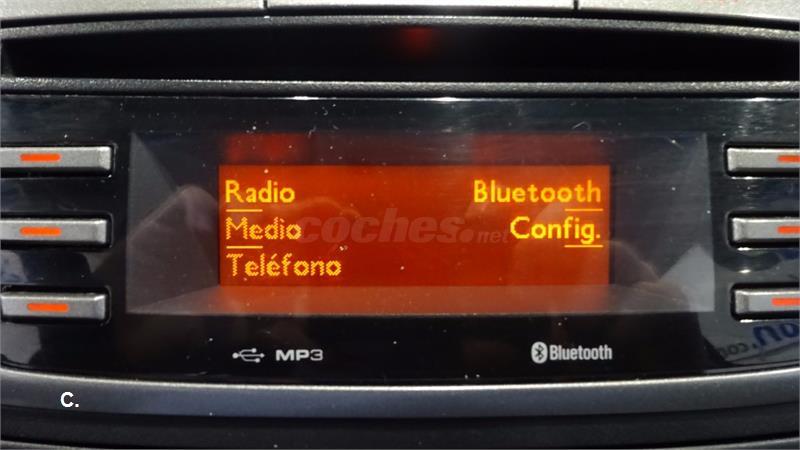 Radio Bluetooth
Medio Config.
Teléfono
coches.net
MP3 Bluetooth
C.